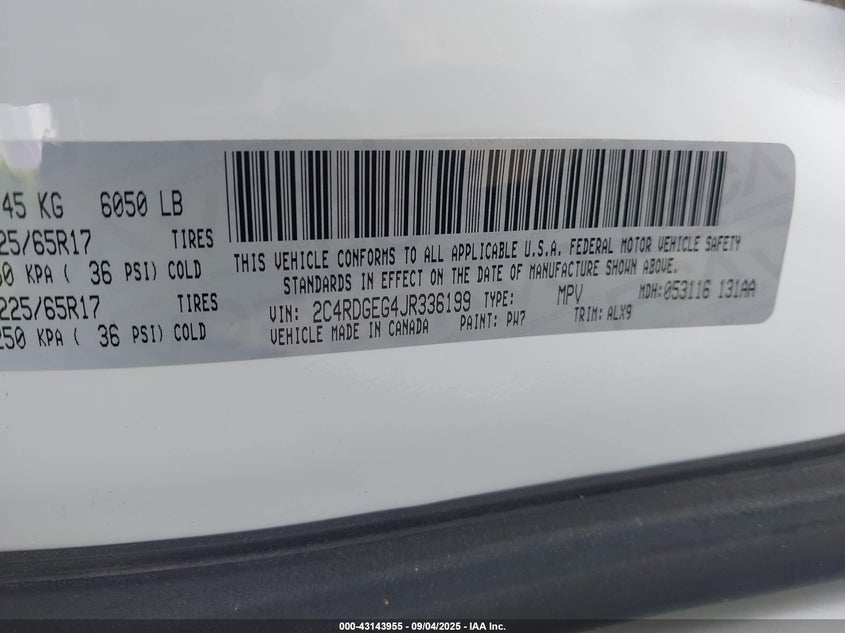 45 KG 6050 LB
25/65R17 TIRES
50 KPA ( 36 PSI) COLD
225/65R17 TIRES
250 KPA ( 36 PSI) COLD
THIS VEHICLE CONFORMS TO ALL APPLICABLE U.S.A. FEDERAL MOTOR VEHICLE SAFETY
STANDARDS IN EFFECT ON THE DATE OF MANUFACTURE SHOWN ABOVE.
VIN: 2C4RDGEG4JR336199 TYPE: MPV MDH:053116 131AA
VEHICLE MADE IN CANADA PAINT: PW7 TRIM: ALX9
000-43143955 - 09/04/2025 - IAA Inc.